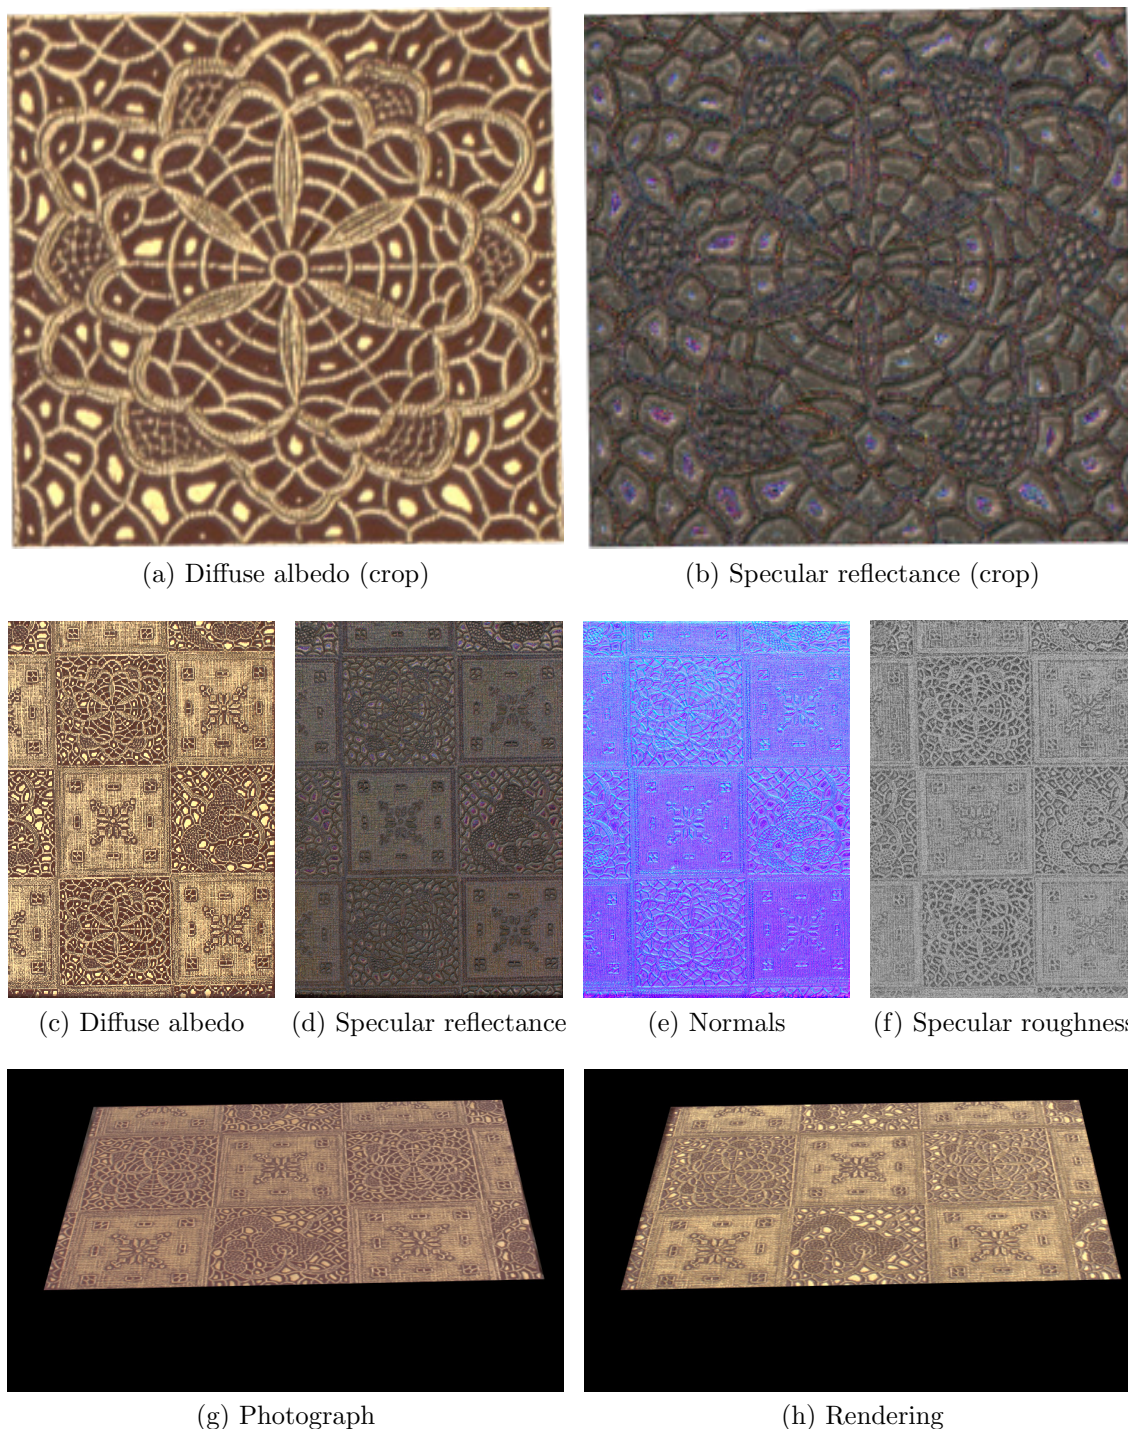 (a) Diffuse albedo (crop)
(b) Specular reflectance (crop)
(c) Diffuse albedo
(d) Specular reflectance
(e) Normals
(f) Specular roughness
(g) Photograph
(h) Rendering